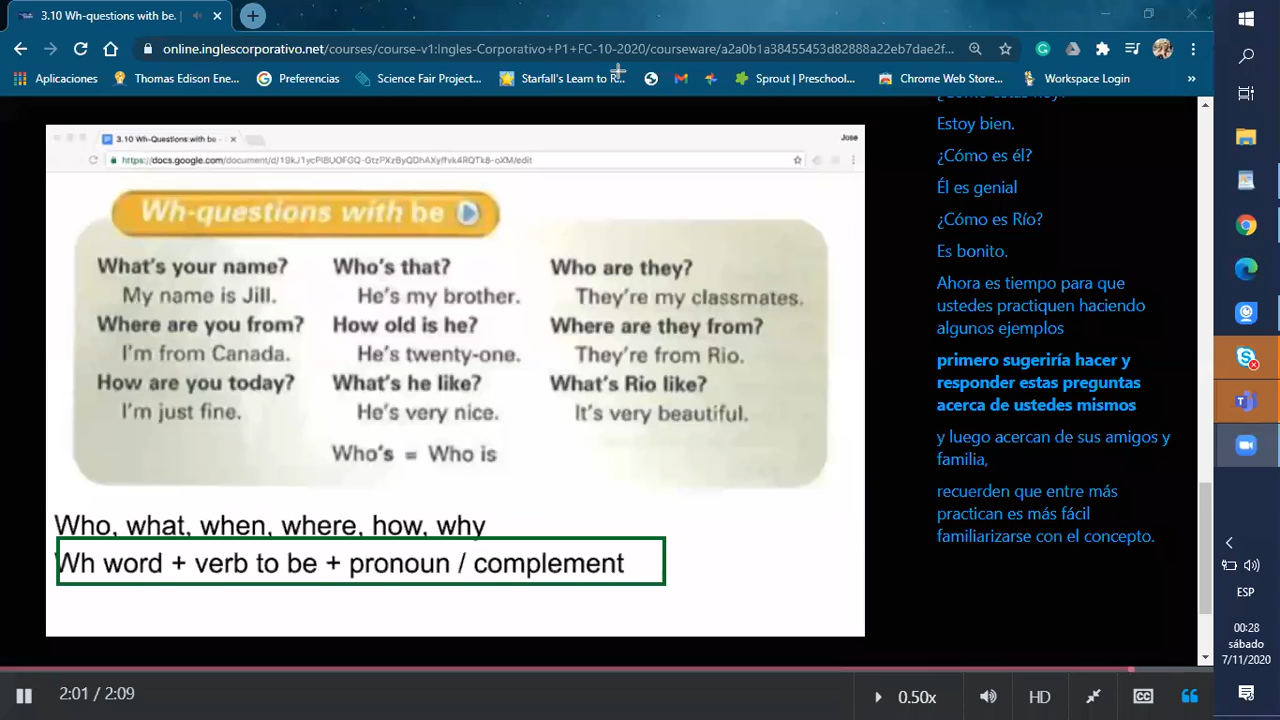 3.10 Wh-questions with be.
online.inglescorporativo.net/courses/course-v1:Ingles-Corporativo+P1+FC-10-2020/courseware/a2a0b1a38455453d82888a22eb7dae2f...
Aplicaciones
Thomas Edison Ene...
Preferencias
Science Fair Project...
Starfall's Learn to R...
Sprout | Preschool...
Chrome Web Store...
Workspace Login
»
3.10 Wh-Questions with be -
Jose
Wh-questions with be
What's your name?
My name is Jill.
Where are you from?
I'm from Canada.
How are you today?
I'm just fine.
Who's that?
He's my brother.
How old is he?
He's twenty-one.
What's he like?
He's very nice.
Who's = Who is
Who are they?
They're my classmates.
Where are they from?
They're from Rio.
What's Rio like?
It's very beautiful.
Who, what, when, where, how, why
Wh word + verb to be + pronoun / complement
Estoy bien.
¿Cómo es él?
Él es genial
¿Cómo es Río?
Es bonito.
Ahora es tiempo para que
ustedes practiquen haciendo
algunos ejemplos
primero sugeriría hacer y
responder estas preguntas
acerca de ustedes mismos
y luego acercan de sus amigos y
familia,
recuerden que entre más
practican es más fácil
familiarizarse con el concepto.
2:01 / 2:09
0.50x
HD
CC
ESP
00:28
sábado
7/11/2020